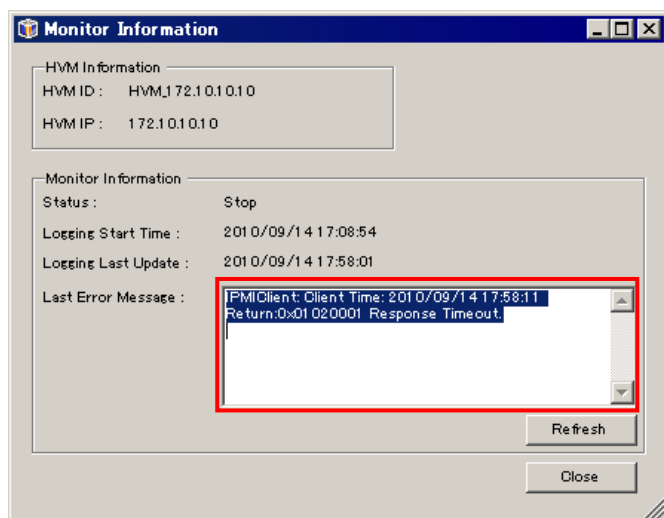 Monitor Information
HVM Information
HVM ID : HVM_172.10.10.10
HVM IP : 172.10.10.10
Monitor Information
Status : Stop
Logging Start Time : 2010/09/14 17:08:54
Logging Last Update : 2010/09/14 17:58:01
Last Error Message : IPMIClient: Client Time: 2010/09/14 17:58:11
Return:0x01020001 Response Timeout.
Refresh
Close